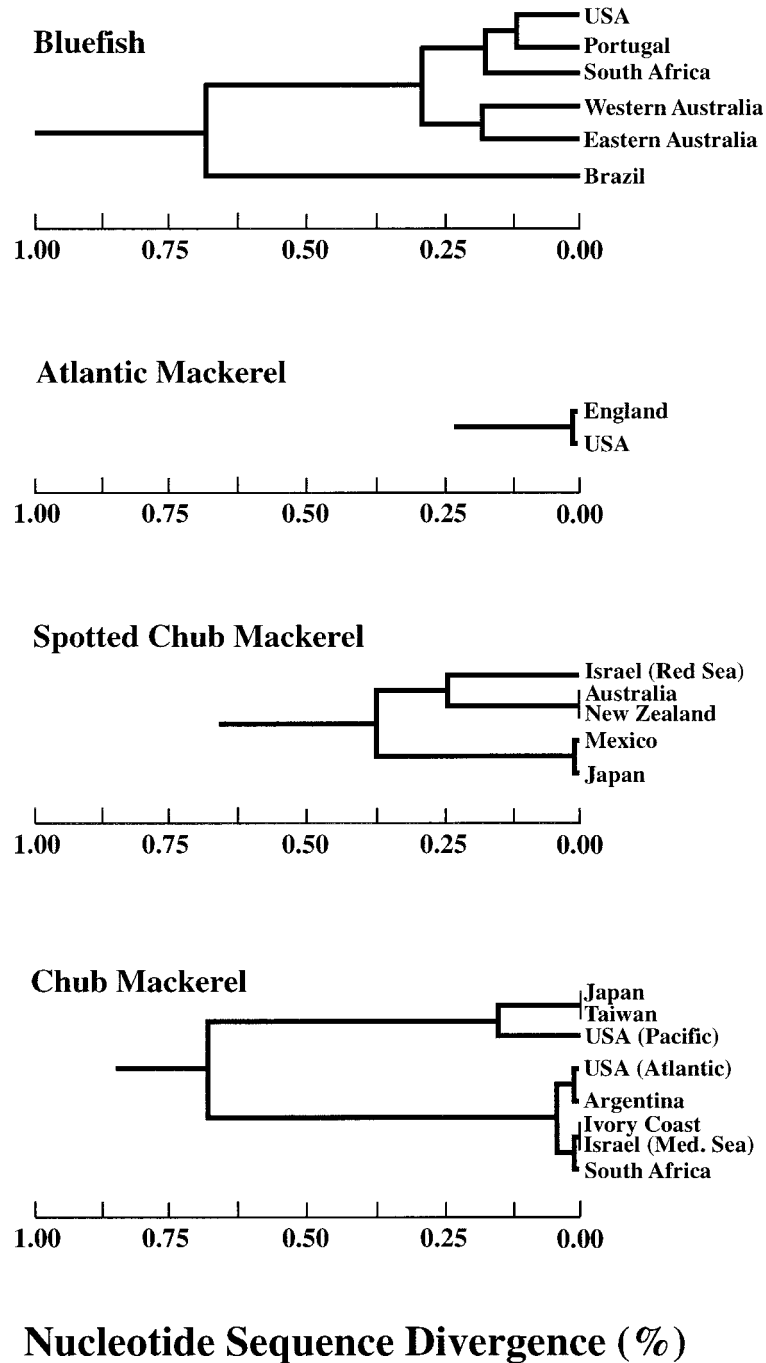 Bluefish
USA
Portugal
South Africa
Western Australia
Eastern Australia
Brazil
1.00 0.75 0.50 0.25 0.00
Atlantic Mackerel
England
USA
1.00 0.75 0.50 0.25 0.00
Spotted Chub Mackerel
Israel (Red Sea)
Australia
New Zealand
Mexico
Japan
1.00 0.75 0.50 0.25 0.00
Chub Mackerel
Japan
Taiwan
USA (Pacific)
USA (Atlantic)
Argentina
Ivory Coast
Israel (Med. Sea)
South Africa
1.00 0.75 0.50 0.25 0.00
Nucleotide Sequence Divergence (%)